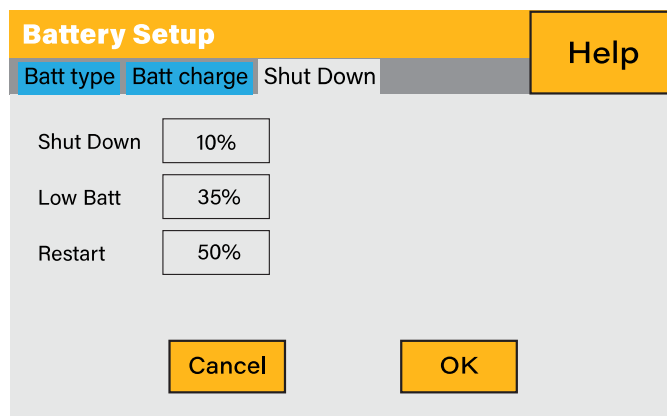 Battery Setup
Help
Batt type Batt charge Shut Down
Shut Down 10%
Low Batt 35%
Restart 50%
Cancel OK